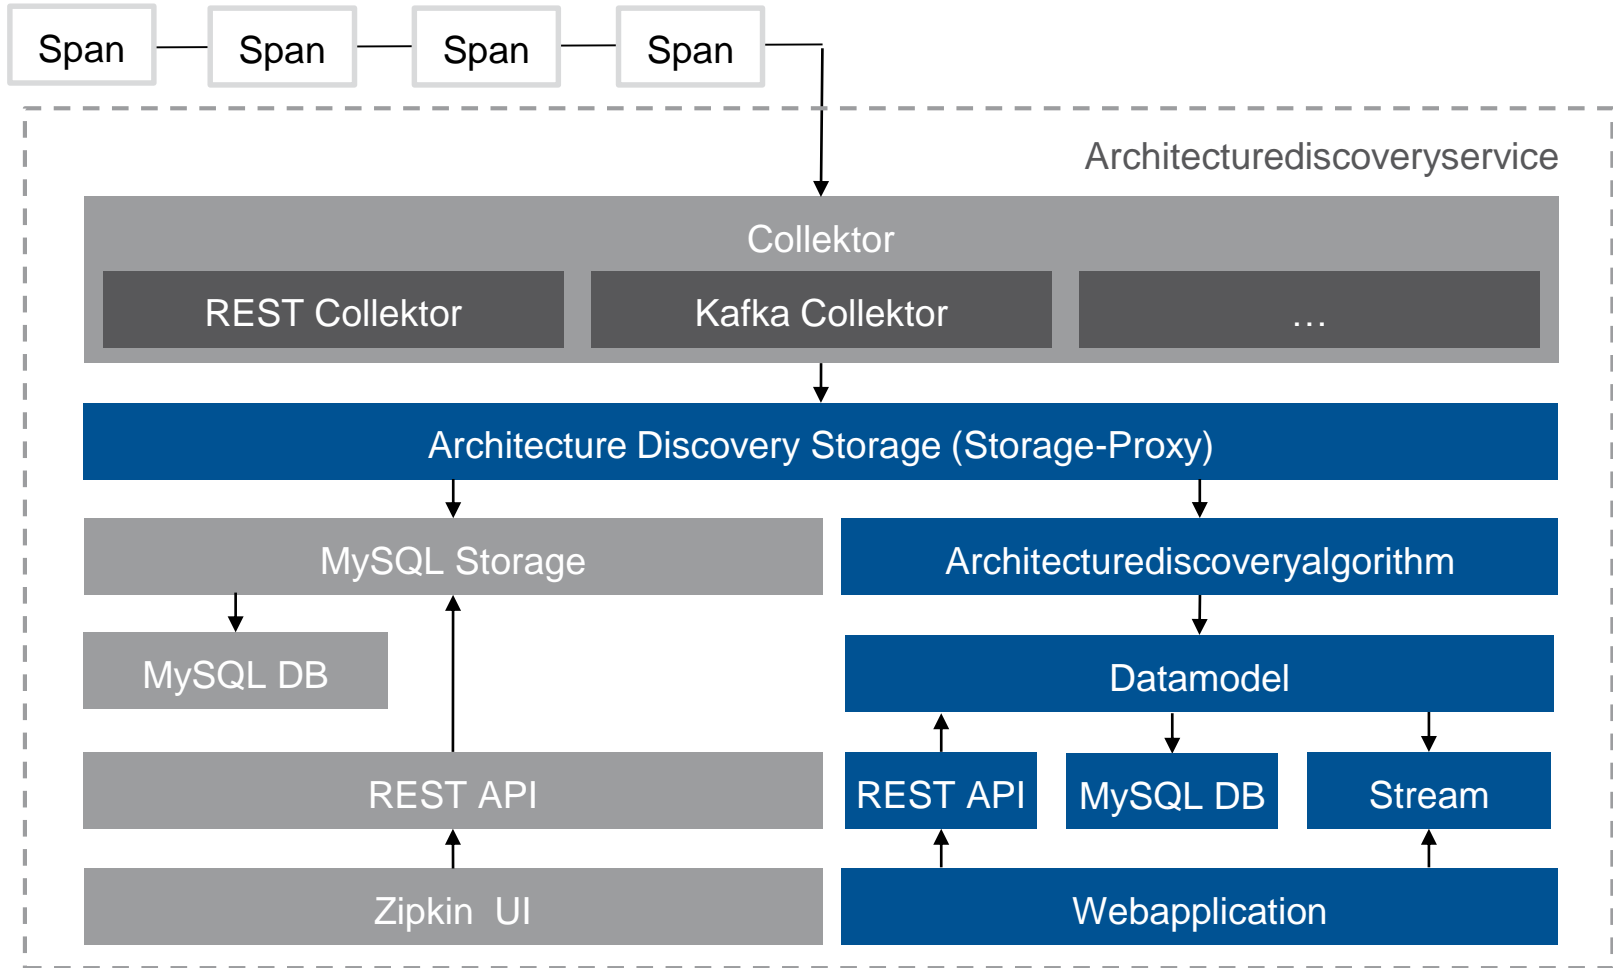 Span
Span
Span
Span
Architecturediscoveryservice
Collektor
REST Collektor
Kafka Collektor
…
Architecture Discovery Storage (Storage-Proxy)
MySQL Storage
Architecturediscoveryalgorithm
MySQL DB
Datamodel
REST API
REST API
MySQL DB
Stream
Zipkin UI
Webapplication